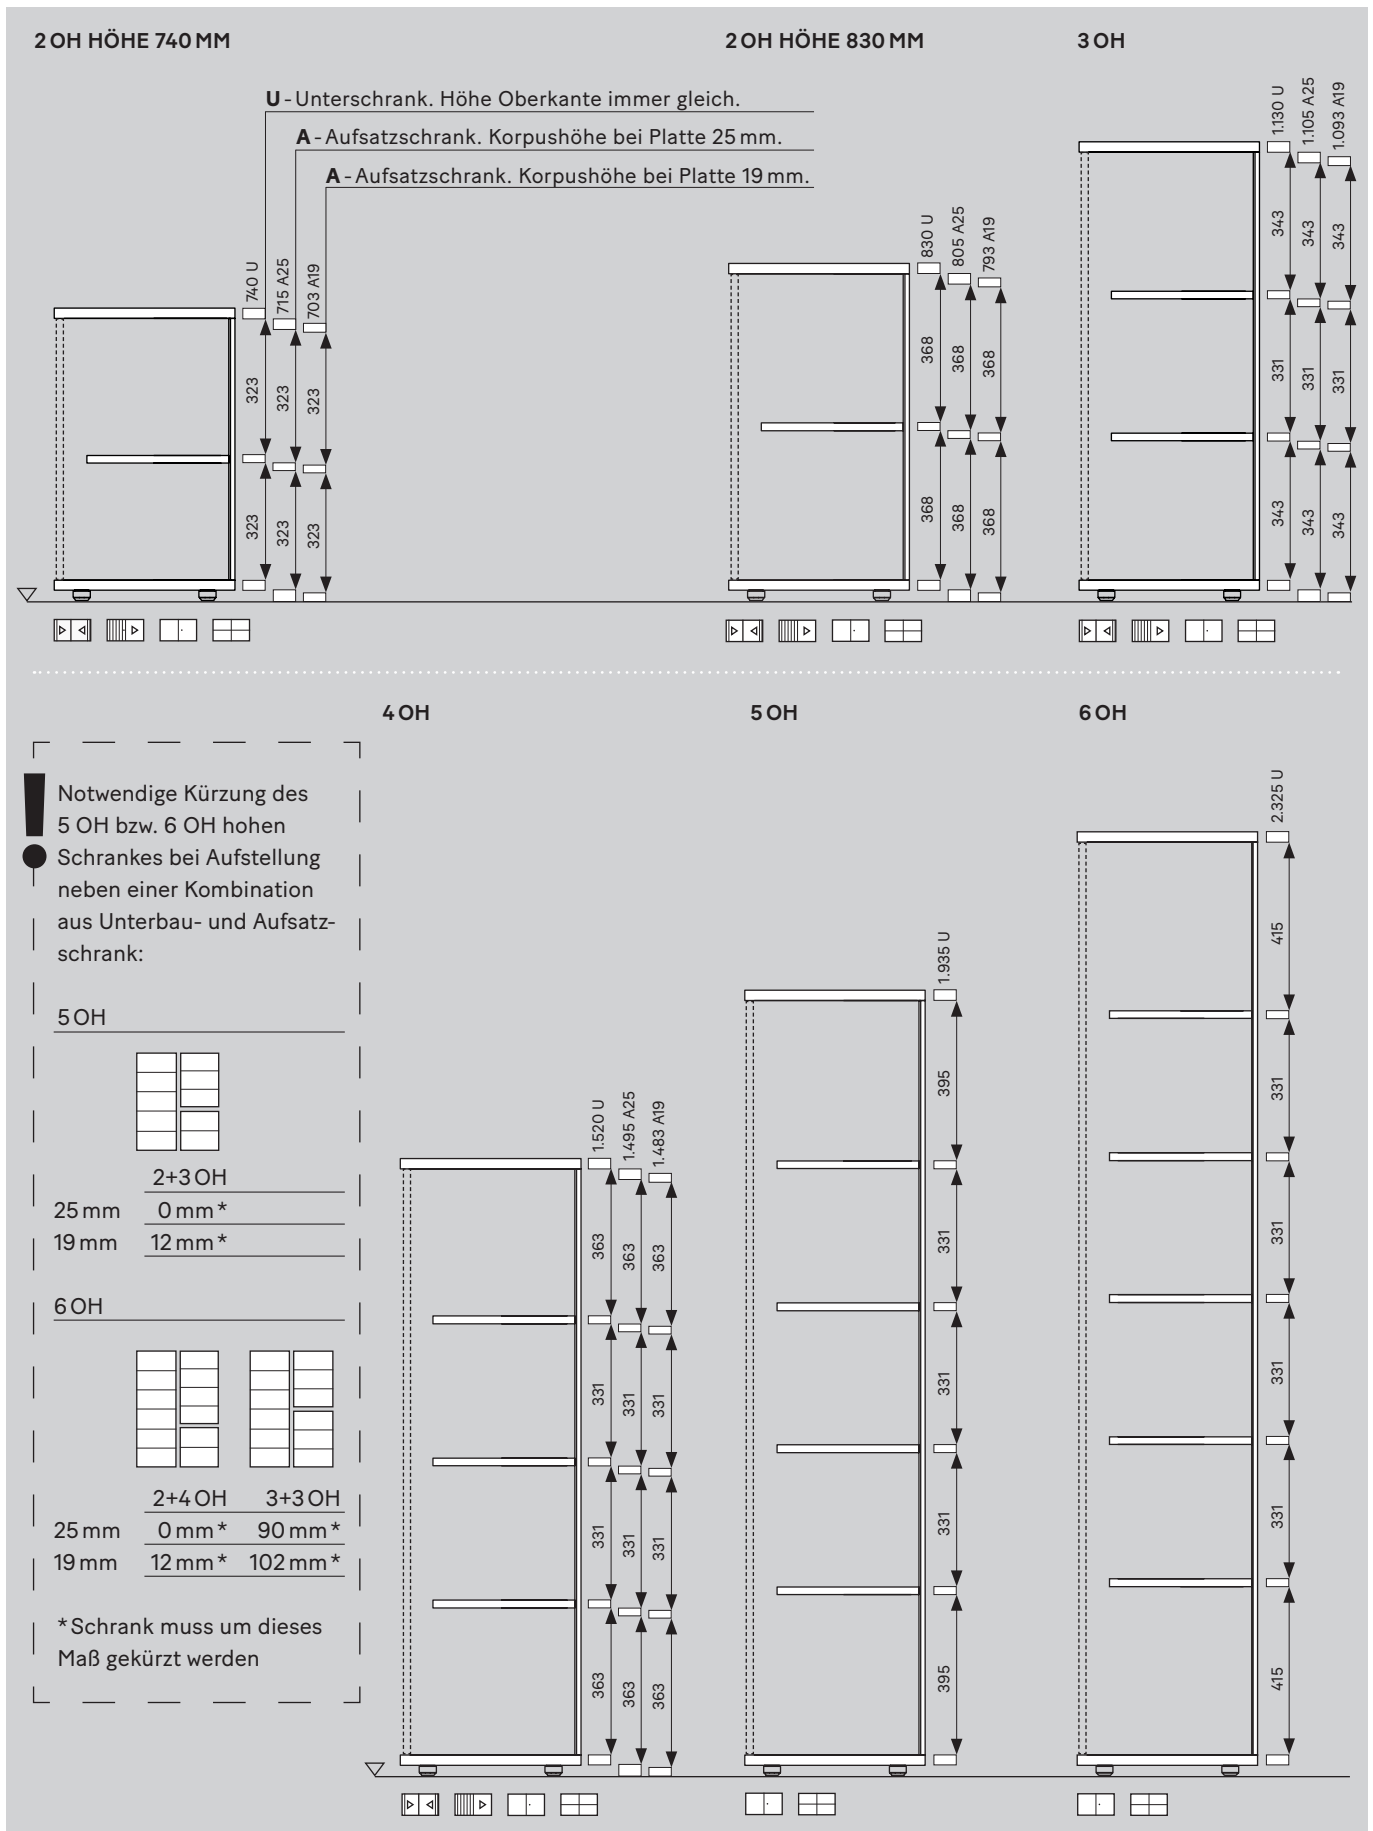 2 OH HÖHE 740 MM
2 OH HÖHE 830 MM
3 OH
U - Unterschrank. Höhe Oberkante immer gleich.
A - Aufsatzschrank. Korpushöhe bei Platte 25 mm.
A - Aufsatzschrank. Korpushöhe bei Platte 19 mm.
740 U
715 A25
703 A19
323
323
323
323
323
323
830 U
805 A25
793 A19
368
368
368
368
368
368
1.130 U
1.105 A25
1.093 A19
343
343
343
331
331
331
343
343
343
4 OH
5 OH
6 OH
Notwendige Kürzung des
5 OH bzw. 6 OH hohen
Schrankes bei Aufstellung
neben einer Kombination
aus Unterbau- und Aufsatz-
schrank:
5 OH
2+3 OH
25 mm 0 mm*
19 mm 12 mm*
6 OH
2+4 OH 3+3 OH
25 mm 0 mm* 90 mm*
19 mm 12 mm* 102 mm*
*Schrank muss um dieses
Maß gekürzt werden
1.520 U
1.495 A25
1.483 A19
363
363
363
331
331
331
331
331
331
363
363
363
1.935 U
395
331
331
331
395
2.325 U
415
331
331
331
331
415